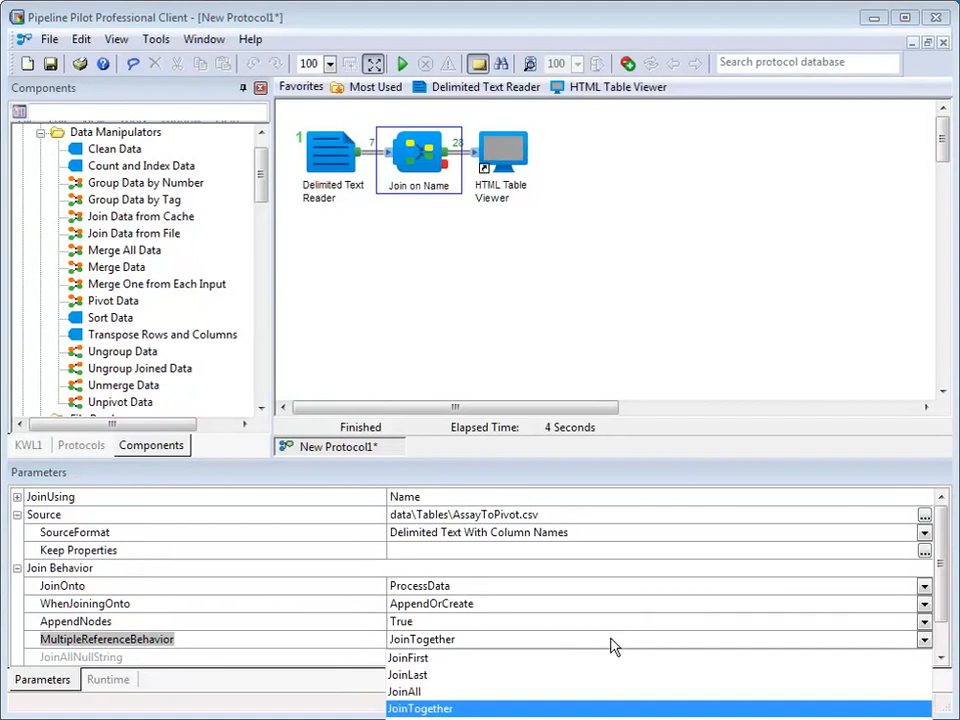 Pipeline Pilot Professional Client - [New Protocol1*]
File Edit View Tools Window Help
100 100 Search protocol database
Components
Favorites Most Used Delimited Text Reader HTML Table Viewer
Data Manipulators
Clean Data
Count and Index Data
Group Data by Number
Group Data by Tag
Join Data from Cache
Join Data from File
Merge All Data
Merge Data
Merge One from Each Input
Pivot Data
Sort Data
Transpose Rows and Columns
Ungroup Data
Ungroup Joined Data
Unmerge Data
Unpivot Data
1 7 28
Delimited Text Reader
Join on Name
HTML Table Viewer
Finished Elapsed Time: 4 Seconds
KWL1 Protocols Components
New Protocol1*
Parameters
JoinUsing Name
Source data\Tables\AssayToPivot.csv
SourceFormat Delimited Text With Column Names
Keep Properties
Join Behavior
JoinOnto ProcessData
WhenJoiningOnto AppendOrCreate
AppendNodes True
MultipleReferenceBehavior JoinTogether
JoinAllNullString
JoinFirst
JoinLast
JoinAll
JoinTogether
Parameters Runtime